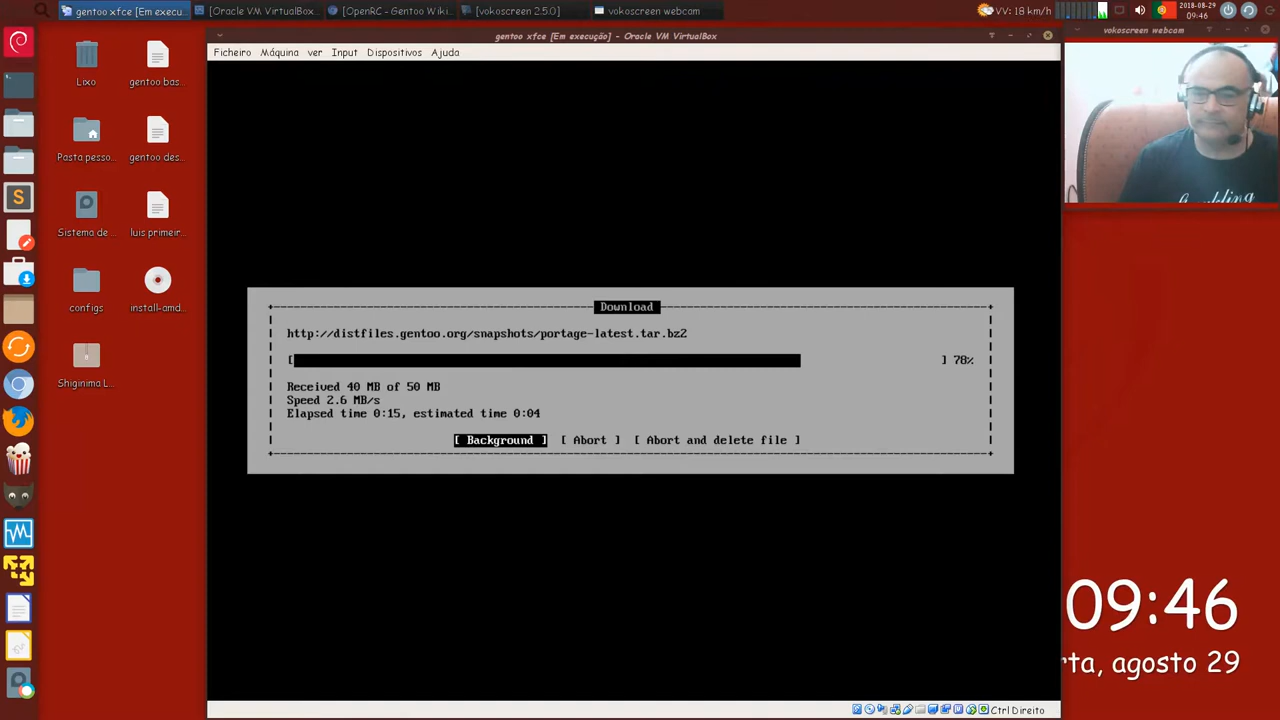 gentoo xfce [Em execu...
[Oracle VM VirtualBox...
[OpenRC - Gentoo Wiki...
[vokoscreen 2.5.0]
vokoscreen webcam
VV: 18 km/h
2018-08-29
09:46
gentoo xfce [Em execução] - Oracle VM VirtualBox
vokoscreen webcam
Ficheiro Máquina ver Input Dispositivos Ajuda
Lixo
gentoo bas...
Pasta pesso...
gentoo des...
Sistema de ...
luis primeir...
configs
install-amd...
Shiginima L...
S
Download
http://distfiles.gentoo.org/snapshots/portage-latest.tar.bz2
[ ] 78%
Received 40 MB of 50 MB
Speed 2.6 MB/s
Elapsed time 0:15, estimated time 0:04
[ Background ] [ Abort ] [ Abort and delete file ]
09:46
rta, agosto 29
Ctrl Direito